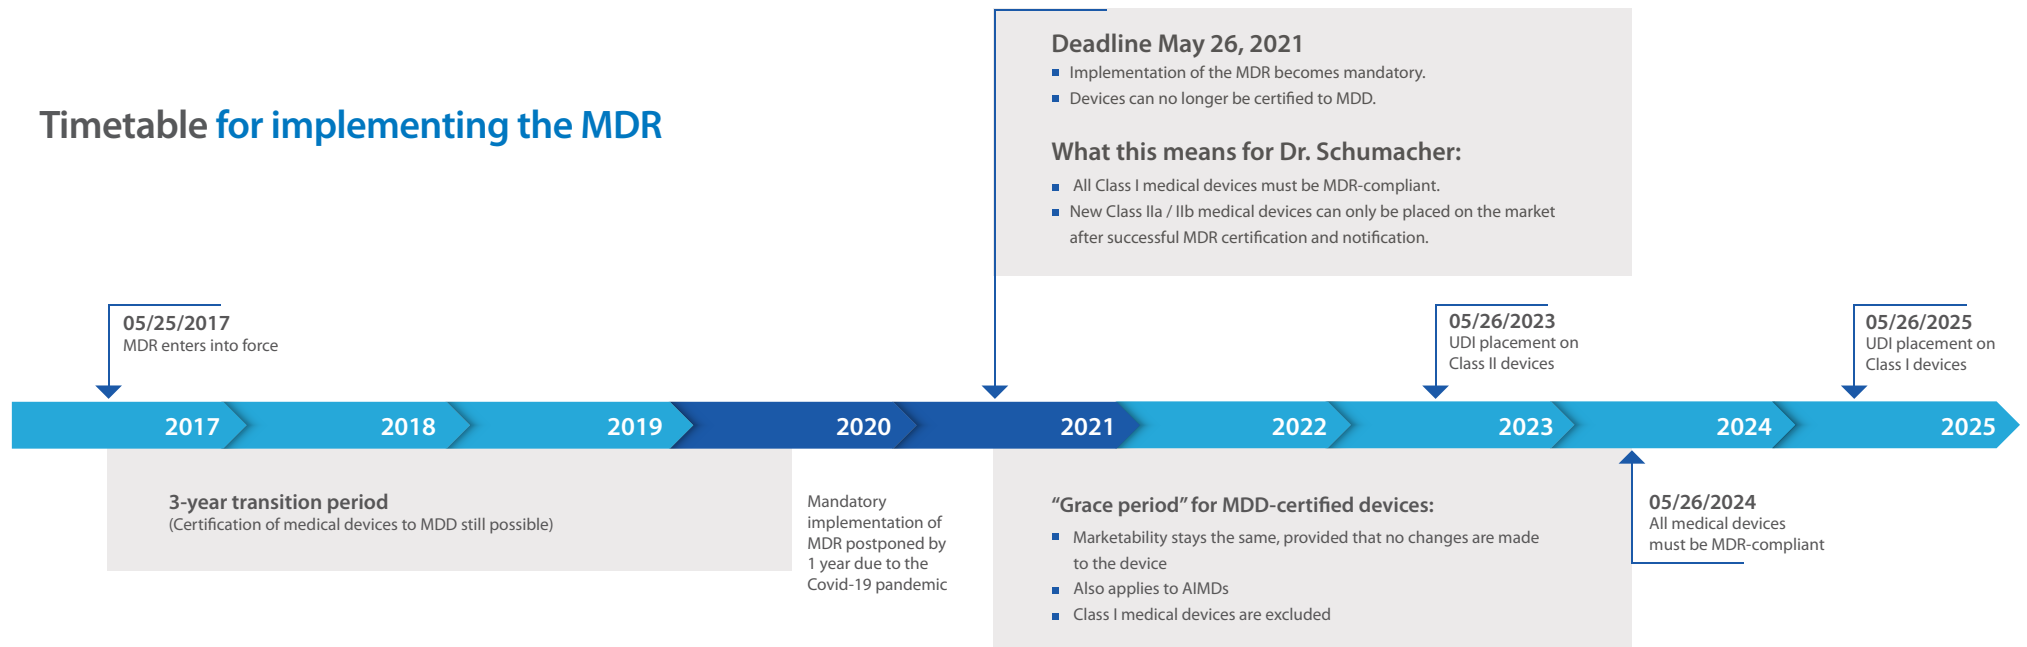 Timetable for implementing the MDR
Deadline May 26, 2021
Implementation of the MDR becomes mandatory.
Devices can no longer be certified to MDD.
What this means for Dr. Schumacher:
All Class I medical devices must be MDR-compliant.
New Class IIa / IIb medical devices can only be placed on the market
after successful MDR certification and notification.
05/25/2017
MDR enters into force
05/26/2023
UDI placement on
Class II devices
05/26/2025
UDI placement on
Class I devices
2017 2018 2019 2020 2021 2022 2023 2024 2025
3-year transition period
(Certification of medical devices to MDD still possible)
Mandatory
implementation of
MDR postponed by
1 year due to the
Covid-19 pandemic
“Grace period” for MDD-certified devices:
Marketability stays the same, provided that no changes are made
to the device
Also applies to AIMDs
Class I medical devices are excluded
05/26/2024
All medical devices
must be MDR-compliant